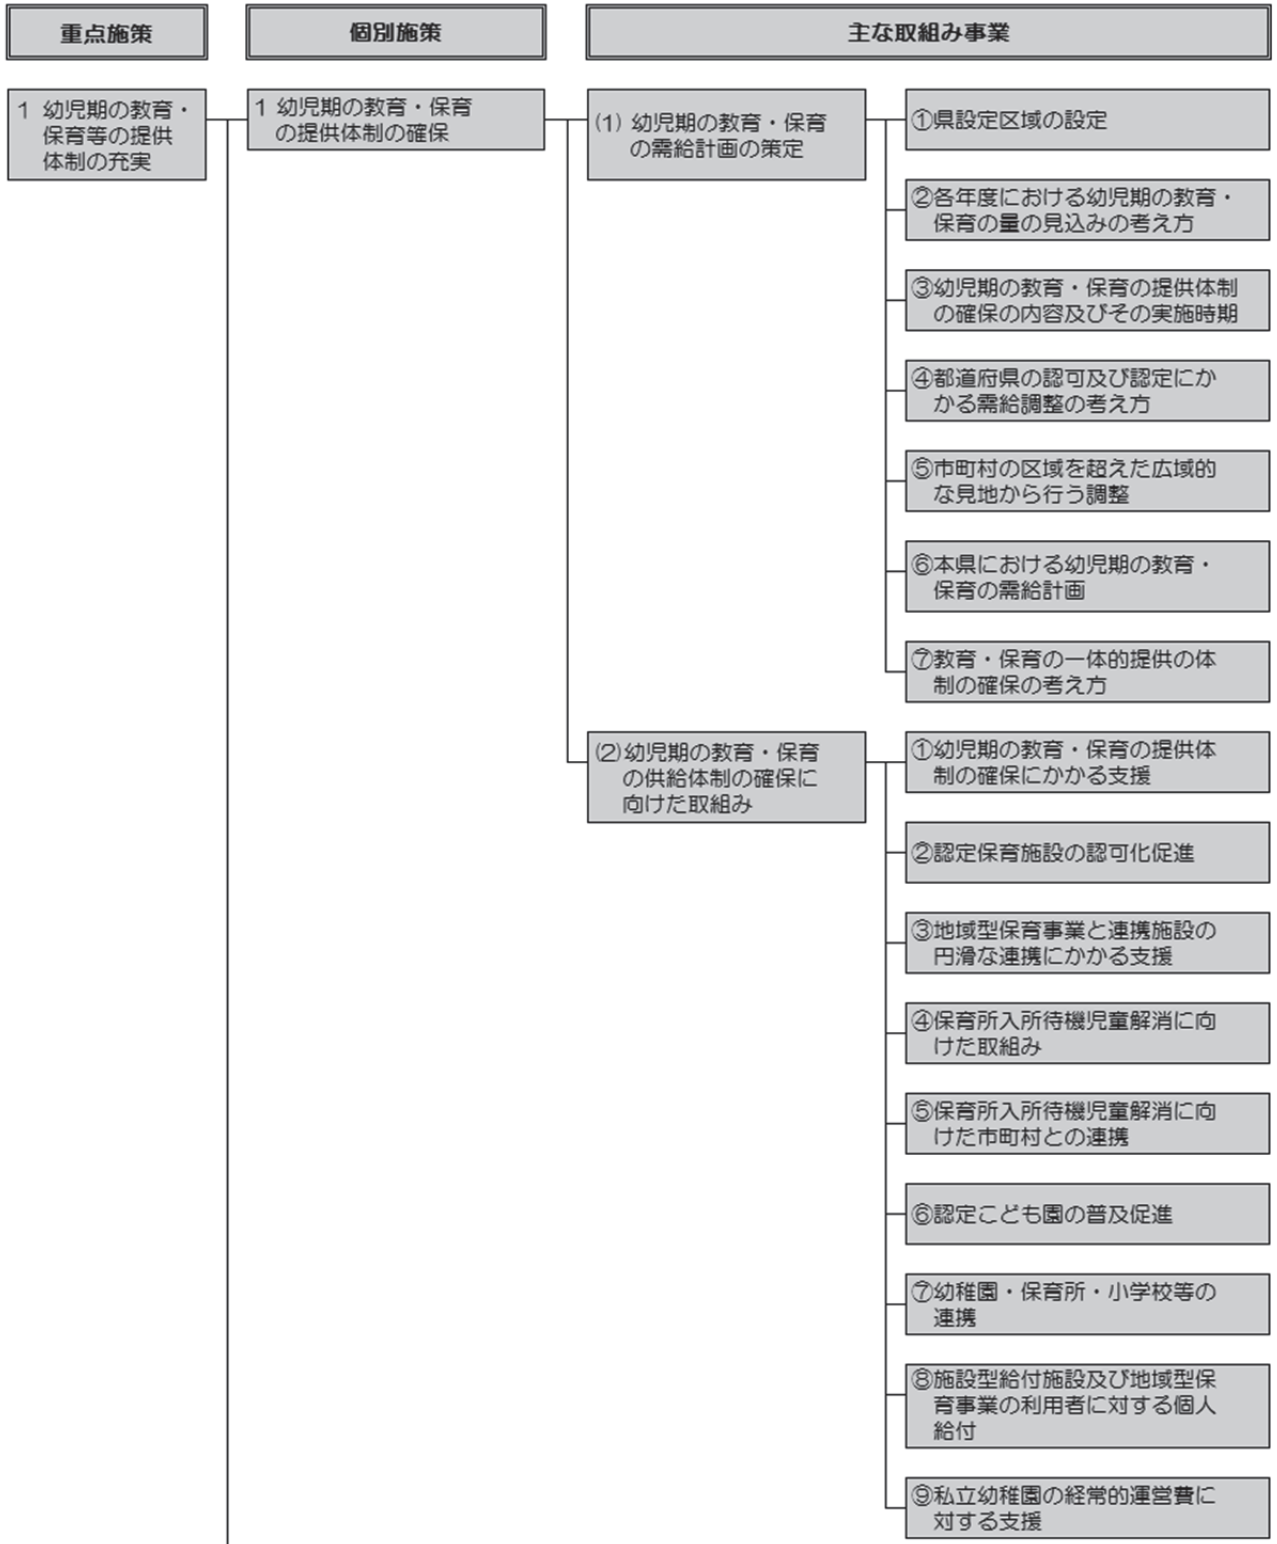 重点施策
個別施策
主な取組み事業
1 幼児期の教育・
保育等の提供
体制の充実
1 幼児期の教育・保育
の提供体制の確保
(1) 幼児期の教育・保育
の需給計画の策定
①県設定区域の設定
②各年度における幼児期の教育・
保育の量の見込みの考え方
③幼児期の教育・保育の提供体制
の確保の内容及びその実施時期
④都道府県の認可及び認定にか
かる需給調整の考え方
⑤市町村の区域を超えた広域的
な見地から行う調整
⑥本県における幼児期の教育・
保育の需給計画
⑦教育・保育の一体的提供の体
制の確保の考え方
(2)幼児期の教育・保育
の供給体制の確保に
向けた取組み
①幼児期の教育・保育の提供体
制の確保にかかる支援
②認定保育施設の認可化促進
③地域型保育事業と連携施設の
円滑な連携にかかる支援
④保育所入所待機児童解消に向
けた取組み
⑤保育所入所待機児童解消に向
けた市町村との連携
⑥認定こども園の普及促進
⑦幼稚園・保育所・小学校等の
連携
⑧施設型給付施設及び地域型保
育事業の利用者に対する個人
給付
⑨私立幼稚園の経常的運営費に
対する支援